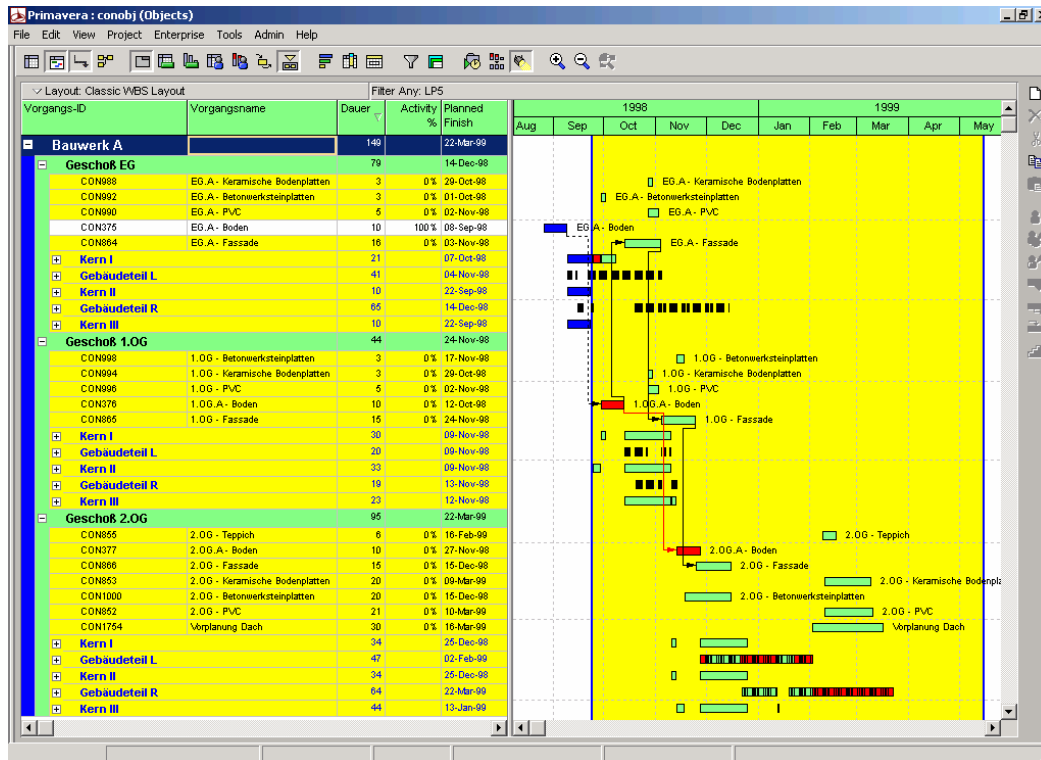 Primavera : conobj (Objects)
File Edit View Project Enterprise Tools Admin Help
Layout: Classic WBS Layout Filter Any: LP5
Vorgangs-ID Vorgangsname Dauer Activity % Planned Finish 1998 1999
Aug Sep Oct Nov Dec Jan Feb Mar Apr May
Bauwerk A 149 22-Mar-99
Geschoß EG 79 14-Dec-98
CON988 EG.A - Keramische Bodenplatten 3 0% 29-Oct-98 EG.A - Keramische Bodenplatten
CON992 EG.A - Betonwerksteinplatten 3 0% 01-Oct-98 EG.A - Betonwerksteinplatten
CON990 EG.A - PVC 5 0% 02-Nov-98 EG.A - PVC
CON375 EG.A - Boden 10 100% 08-Sep-98 EG.A - Boden
CON864 EG.A - Fassade 16 0% 03-Nov-98 EG.A - Fassade
Kern I 21 07-Oct-98
Gebäudeteil L 41 04-Nov-98
Kern II 10 22-Sep-98
Gebäudeteil R 65 14-Dec-98
Kern III 10 22-Sep-98
Geschoß 1.OG 44 24-Nov-98
CON998 1.OG - Betonwerksteinplatten 3 0% 17-Nov-98 1.OG - Betonwerksteinplatten
CON994 1.OG - Keramische Bodenplatten 3 0% 29-Oct-98 1.OG - Keramische Bodenplatten
CON996 1.OG - PVC 5 0% 02-Nov-98 1.OG - PVC
CON376 1.OG.A - Boden 10 0% 12-Oct-98 1.OG.A - Boden
CON865 1.OG - Fassade 15 0% 24-Nov-98 1.OG - Fassade
Kern I 30 09-Nov-98
Gebäudeteil L 20 09-Nov-98
Kern II 33 09-Nov-98
Gebäudeteil R 19 13-Nov-98
Kern III 23 12-Nov-98
Geschoß 2.OG 95 22-Mar-99
CON855 2.OG - Teppich 6 0% 16-Feb-99 2.OG - Teppich
CON377 2.OG.A - Boden 10 0% 27-Nov-98 2.OG.A - Boden
CON866 2.OG - Fassade 15 0% 15-Dec-98 2.OG - Fassade
CON853 2.OG - Keramische Bodenplatten 20 0% 09-Mar-99 2.OG - Keramische Bodenpla
CON1000 2.OG - Betonwerksteinplatten 20 0% 15-Dec-98 2.OG - Betonwerksteinplatten
CON852 2.OG - PVC 21 0% 10-Mar-99 2.OG - PVC
CON1754 Vorplanung Dach 30 0% 16-Mar-99 Vorplanung Dach
Kern I 34 25-Dec-98
Gebäudeteil L 47 02-Feb-99
Kern II 34 25-Dec-98
Gebäudeteil R 64 22-Mar-99
Kern III 44 13-Jan-99